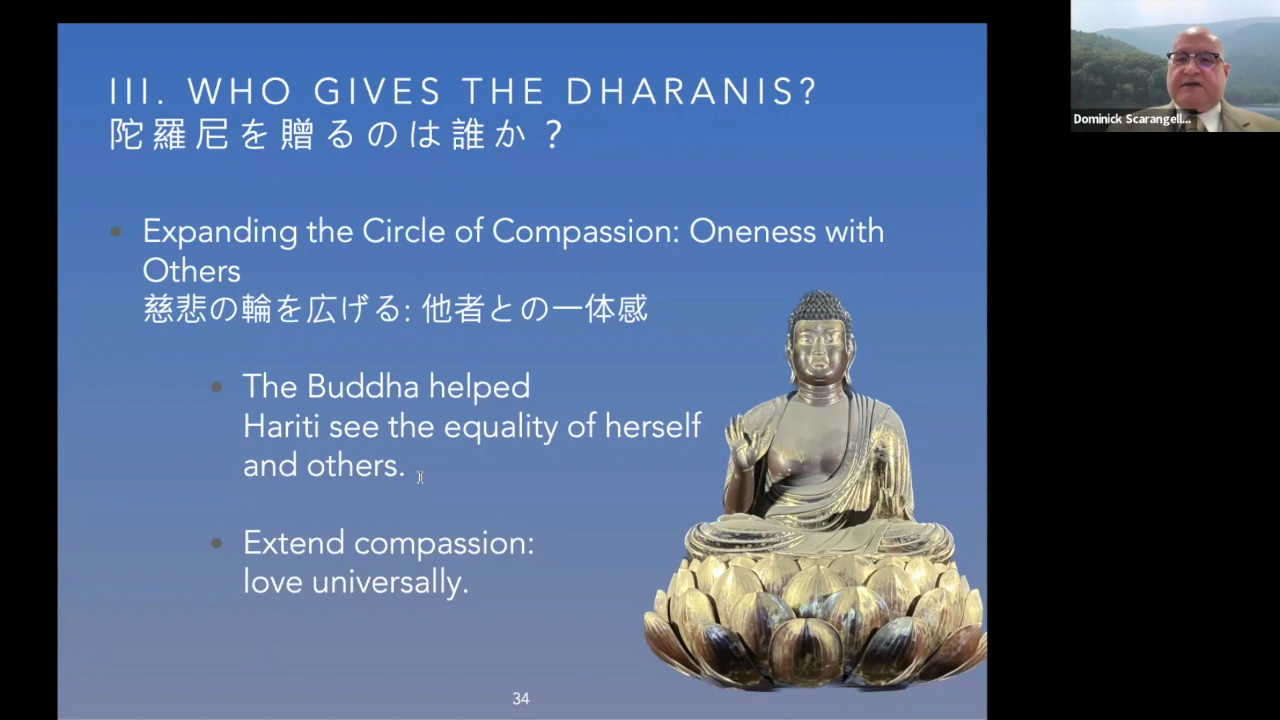 III. WHO GIVES THE DHARANIS?
陀羅尼を贈るのは誰か？
Expanding the Circle of Compassion: Oneness with
Others
慈悲の輪を広げる: 他者との一体感
The Buddha helped
Hariti see the equality of herself
and others.
Extend compassion:
love universally.
34
Dominick Scarangell...